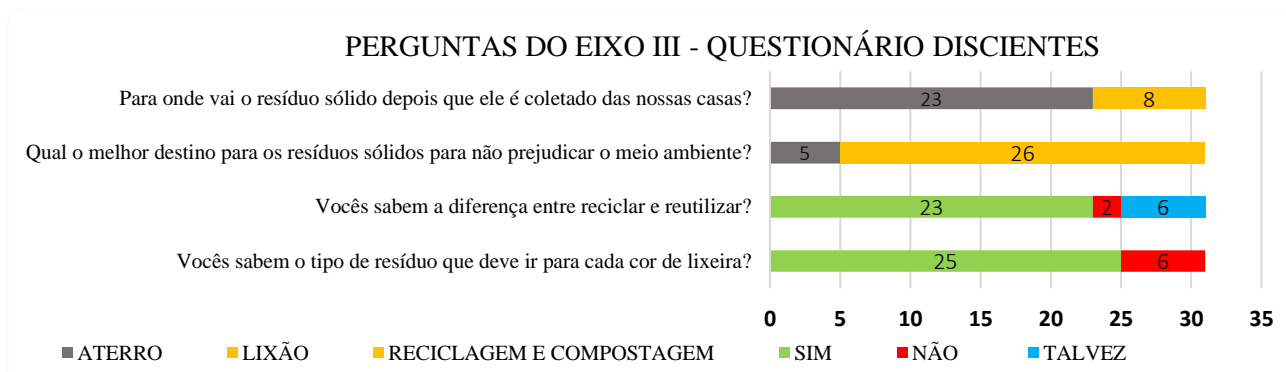 PERGUNTAS DO EIXO III - QUESTIONÁRIO DISCIENTES
Para onde vai o resíduo sólido depois que ele é coletado das nossas casas? 23 8
Qual o melhor destino para os resíduos sólidos para não prejudicar o meio ambiente? 5 26
Vocês sabem a diferença entre reciclar e reutilizar? 23 2 6
Vocês sabem o tipo de resíduo que deve ir para cada cor de lixeira? 25 6
0 5 10 15 20 25 30 35
ATERRO LIXÃO RECICLAGEM E COMPOSTAGEM SIM NÃO TALVEZ